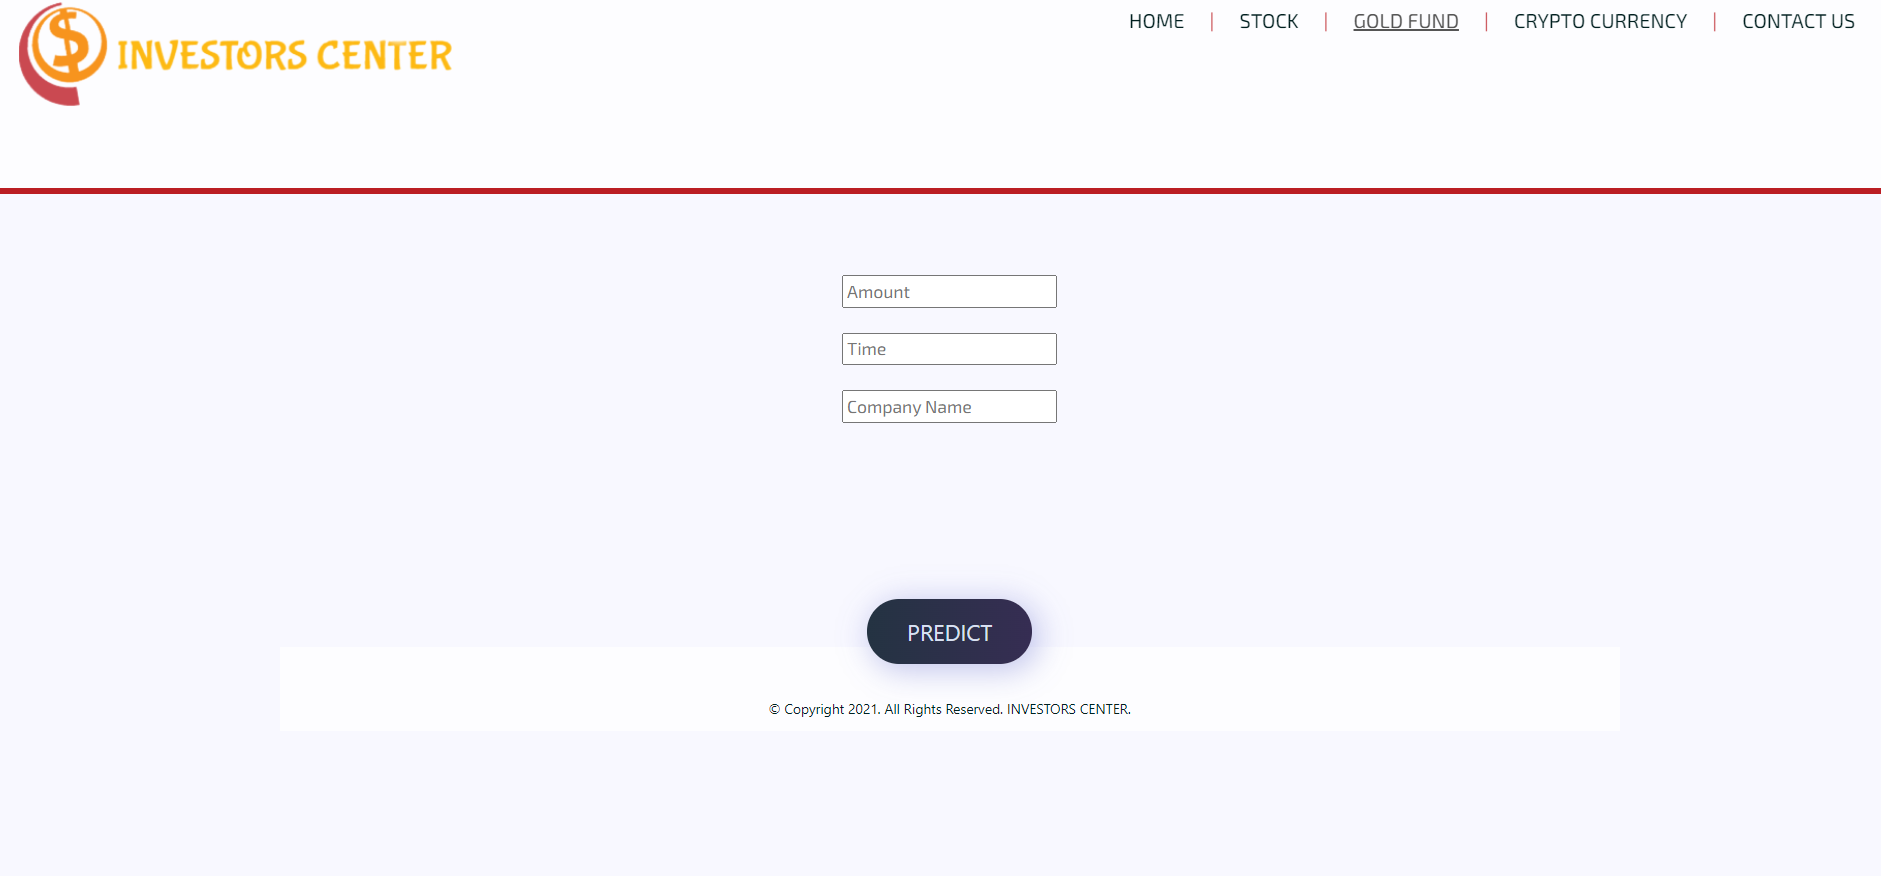 INVESTORS CENTER
HOME | STOCK | GOLD FUND | CRYPTO CURRENCY | CONTACT US
Amount
Time
Company Name
PREDICT
© Copyright 2021. All Rights Reserved. INVESTORS CENTER.